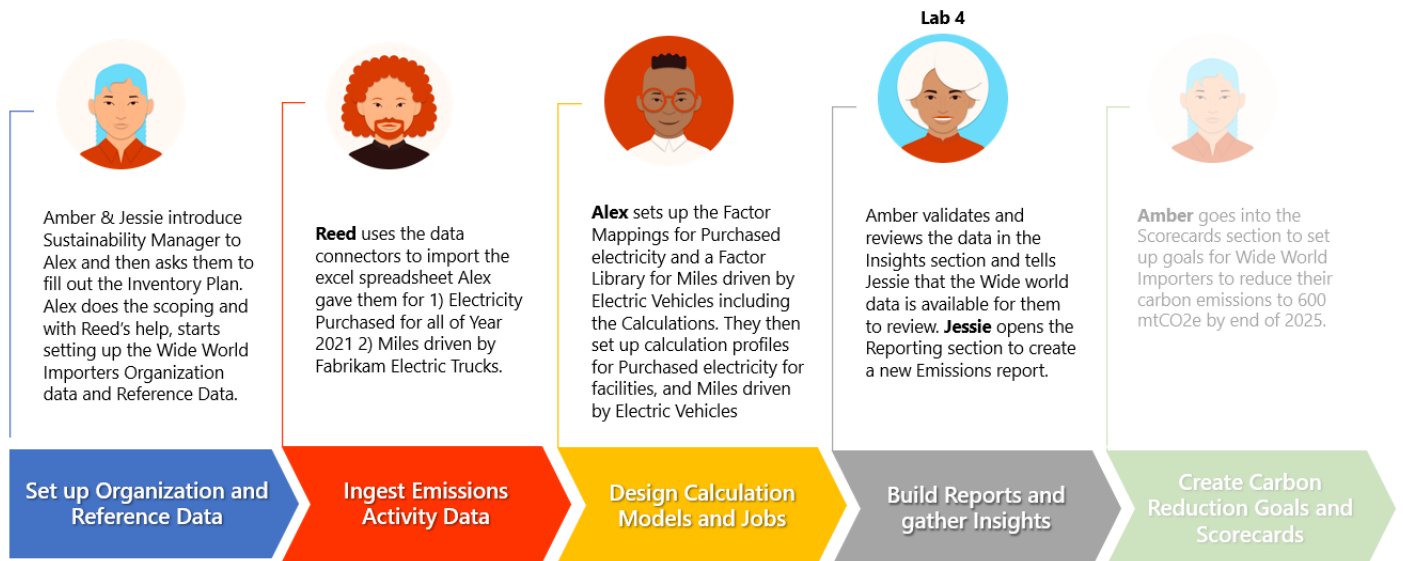 Lab 4
Amber & Jessie introduce
Sustainability Manager to
Alex and then asks them to
fill out the Inventory Plan.
Alex does the scoping and
with Reed's help, starts
setting up the Wide World
Importers Organization
data and Reference Data.
Reed uses the data
connectors to import the
excel spreadsheet Alex
gave them for 1) Electricity
Purchased for all of Year
2021 2) Miles driven by
Fabrikam Electric Trucks.
Alex sets up the Factor
Mappings for Purchased
electricity and a Factor
Library for Miles driven by
Electric Vehicles including
the Calculations. They then
set up calculation profiles
for Purchased electricity for
facilities, and Miles driven
by Electric Vehicles
Amber validates and
reviews the data in the
Insights section and tells
Jessie that the Wide world
data is available for them
to review. Jessie opens the
Reporting section to create
a new Emissions report.
Amber goes into the
Scorecards section to set
up goals for Wide World
Importers to reduce their
carbon emissions to 600
mtCO2e by end of 2025.
Set up Organization and
Reference Data
Ingest Emissions
Activity Data
Design Calculation
Models and Jobs
Build Reports and
gather Insights
Create Carbon
Reduction Goals and
Scorecards